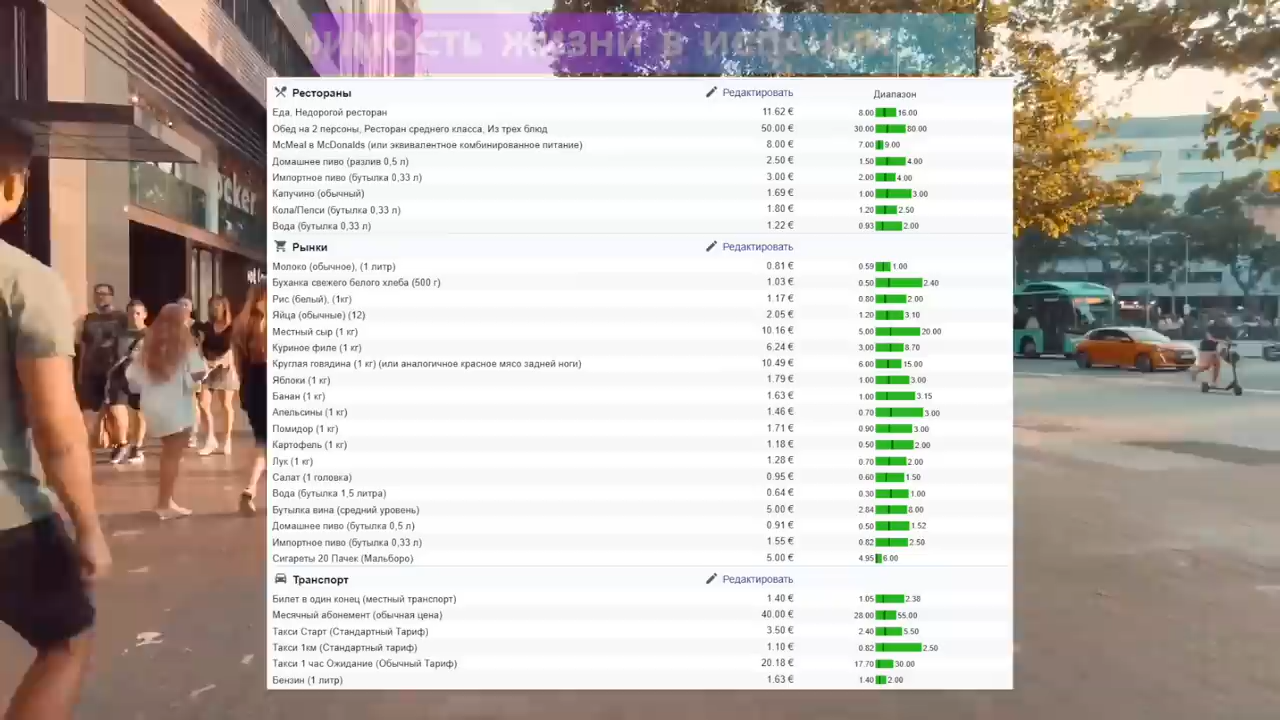 ИМОСТЬ ЖИЗНИ В ИСПАНИИ
Рестораны Редактировать Диапазон
Еда, Недорогой ресторан 11.62 € 8.00 16.00
Обед на 2 персоны, Ресторан среднего класса, Из трех блюд 50.00 € 30.00 80.00
McMeal в McDonalds (или эквивалентное комбинированное питание) 8.00 € 7.00 9.00
Домашнее пиво (разлив 0,5 л) 2.50 € 1.50 4.00
Импортное пиво (бутылка 0,33 л) 3.00 € 2.00 4.00
Капучино (обычный) 1.69 € 1.00 3.00
Кола/Пепси (бутылка 0,33 л) 1.80 € 1.20 2.50
Вода (бутылка 0,33 л) 1.22 € 0.93 2.00
Рынки Редактировать
Молоко (обычное), (1 литр) 0.81 € 0.59 1.00
Буханка свежего белого хлеба (500 г) 1.03 € 0.50 2.40
Рис (белый), (1кг) 1.17 € 0.80 2.00
Яйца (обычные) (12) 2.05 € 1.20 3.10
Местный сыр (1 кг) 10.16 € 5.00 20.00
Куриное филе (1 кг) 6.24 € 3.00 8.70
Круглая говядина (1 кг) (или аналогичное красное мясо задней ноги) 10.49 € 6.00 15.00
Яблоки (1 кг) 1.79 € 1.00 3.00
Банан (1 кг) 1.63 € 1.00 3.15
Апельсины (1 кг) 1.46 € 0.70 3.00
Помидор (1 кг) 1.71 € 0.90 3.00
Картофель (1 кг) 1.18 € 0.50 2.00
Лук (1 кг) 1.28 € 0.70 2.00
Салат (1 головка) 0.95 € 0.60 1.50
Вода (бутылка 1,5 литра) 0.64 € 0.30 1.00
Бутылка вина (средний уровень) 5.00 € 2.84 8.00
Домашнее пиво (бутылка 0,5 л) 0.91 € 0.50 1.52
Импортное пиво (бутылка 0,33 л) 1.55 € 0.82 2.50
Сигареты 20 Пачек (Мальборо) 5.00 € 4.95 6.00
Транспорт Редактировать
Билет в один конец (местный транспорт) 1.40 € 1.05 2.38
Месячный абонемент (обычная цена) 40.00 € 28.00 55.00
Такси Старт (Стандартный Тариф) 3.50 € 2.40 5.50
Такси 1км (Стандартный тариф) 1.10 € 0.82 2.50
Такси 1 час Ожидание (Обычный Тариф) 20.18 € 17.70 30.00
Бензин (1 литр) 1.63 € 1.40 2.00